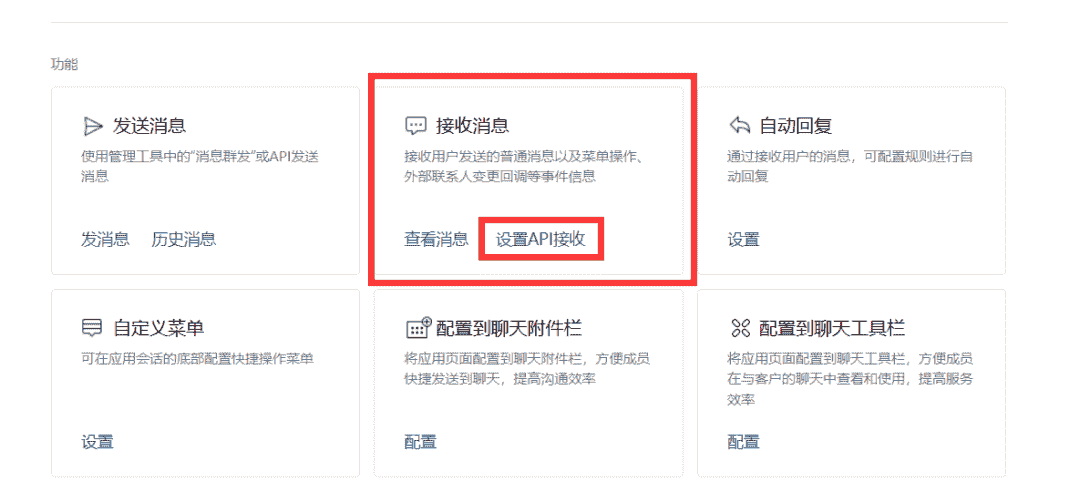 功能
发送消息
使用管理工具中的“消息群发”或API发送
消息
发消息 历史消息
接收消息
接收用户发送的普通消息以及菜单操作、
外部联系人变更回调等事件信息
查看消息 设置API接收
自动回复
通过接收用户的消息，可配置规则进行自
动回复
设置
自定义菜单
可在应用会话的底部配置快捷操作菜单
设置
配置到聊天附件栏
将应用页面配置到聊天附件栏，方便成员
快捷发送到聊天，提高沟通效率
配置
配置到聊天工具栏
将应用页面配置到聊天工具栏，方便成员
在与客户的聊天中查看和使用，提高服务
效率
配置